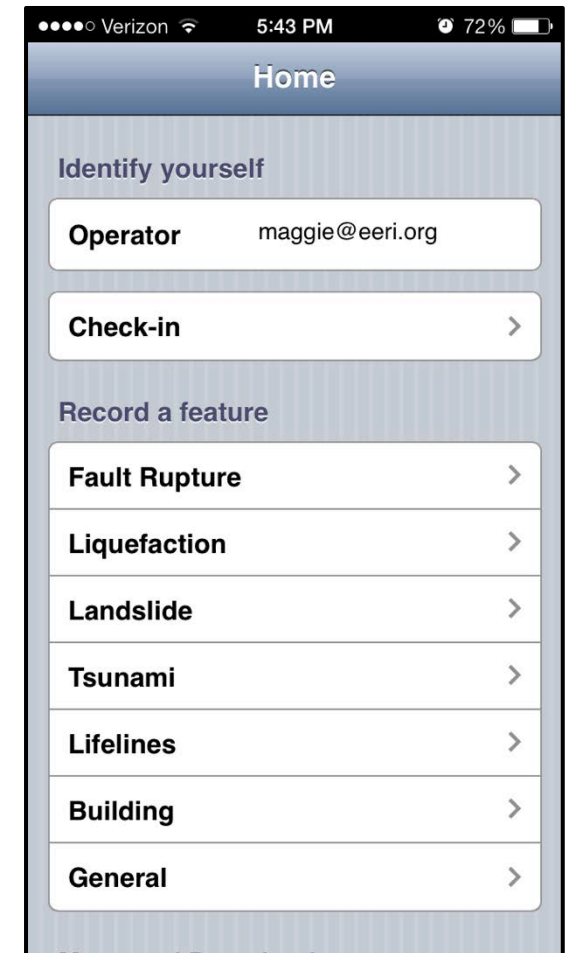 Verizon 5:43 PM 72%
Home
Identify yourself
Operator maggie@eeri.org
Check-in
Record a feature
Fault Rupture
Liquefaction
Landslide
Tsunami
Lifelines
Building
General